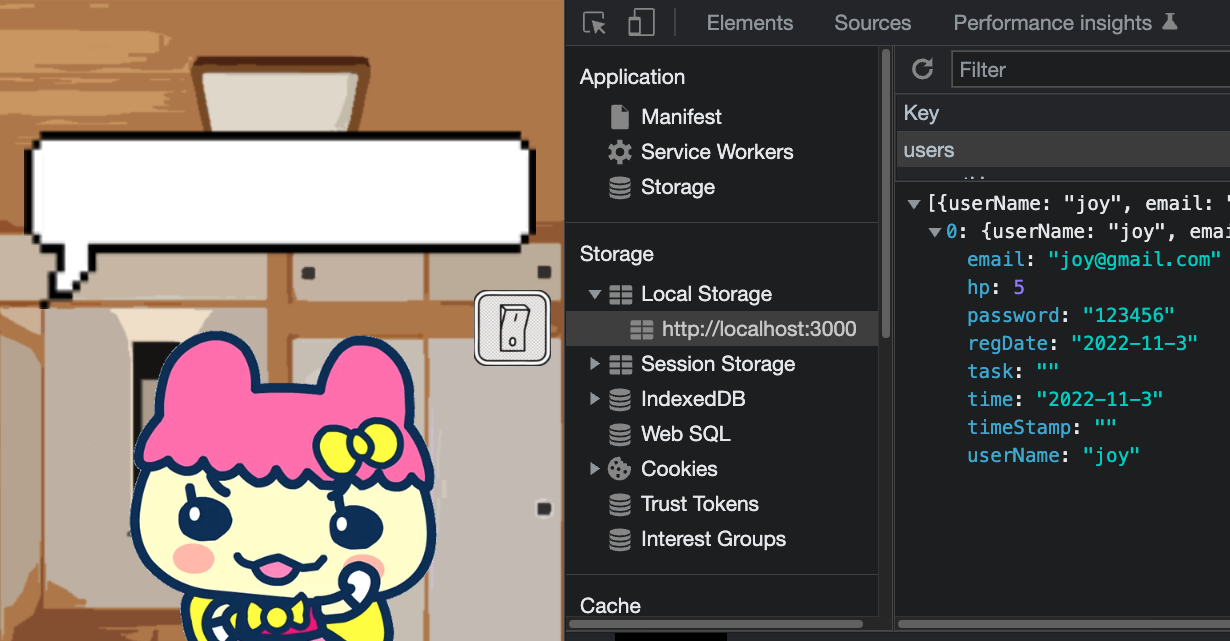 Elements Sources Performance insights
Application
Manifest
Service Workers
Storage
Storage
Local Storage
http://localhost:3000
Session Storage
IndexedDB
Web SQL
Cookies
Trust Tokens
Interest Groups
Cache
Filter
Key
users
[{userName: "joy", email: "
0: {userName: "joy", emai
email: "joy@gmail.com"
hp: 5
password: "123456"
regDate: "2022-11-3"
task: ""
time: "2022-11-3"
timeStamp: ""
userName: "joy"